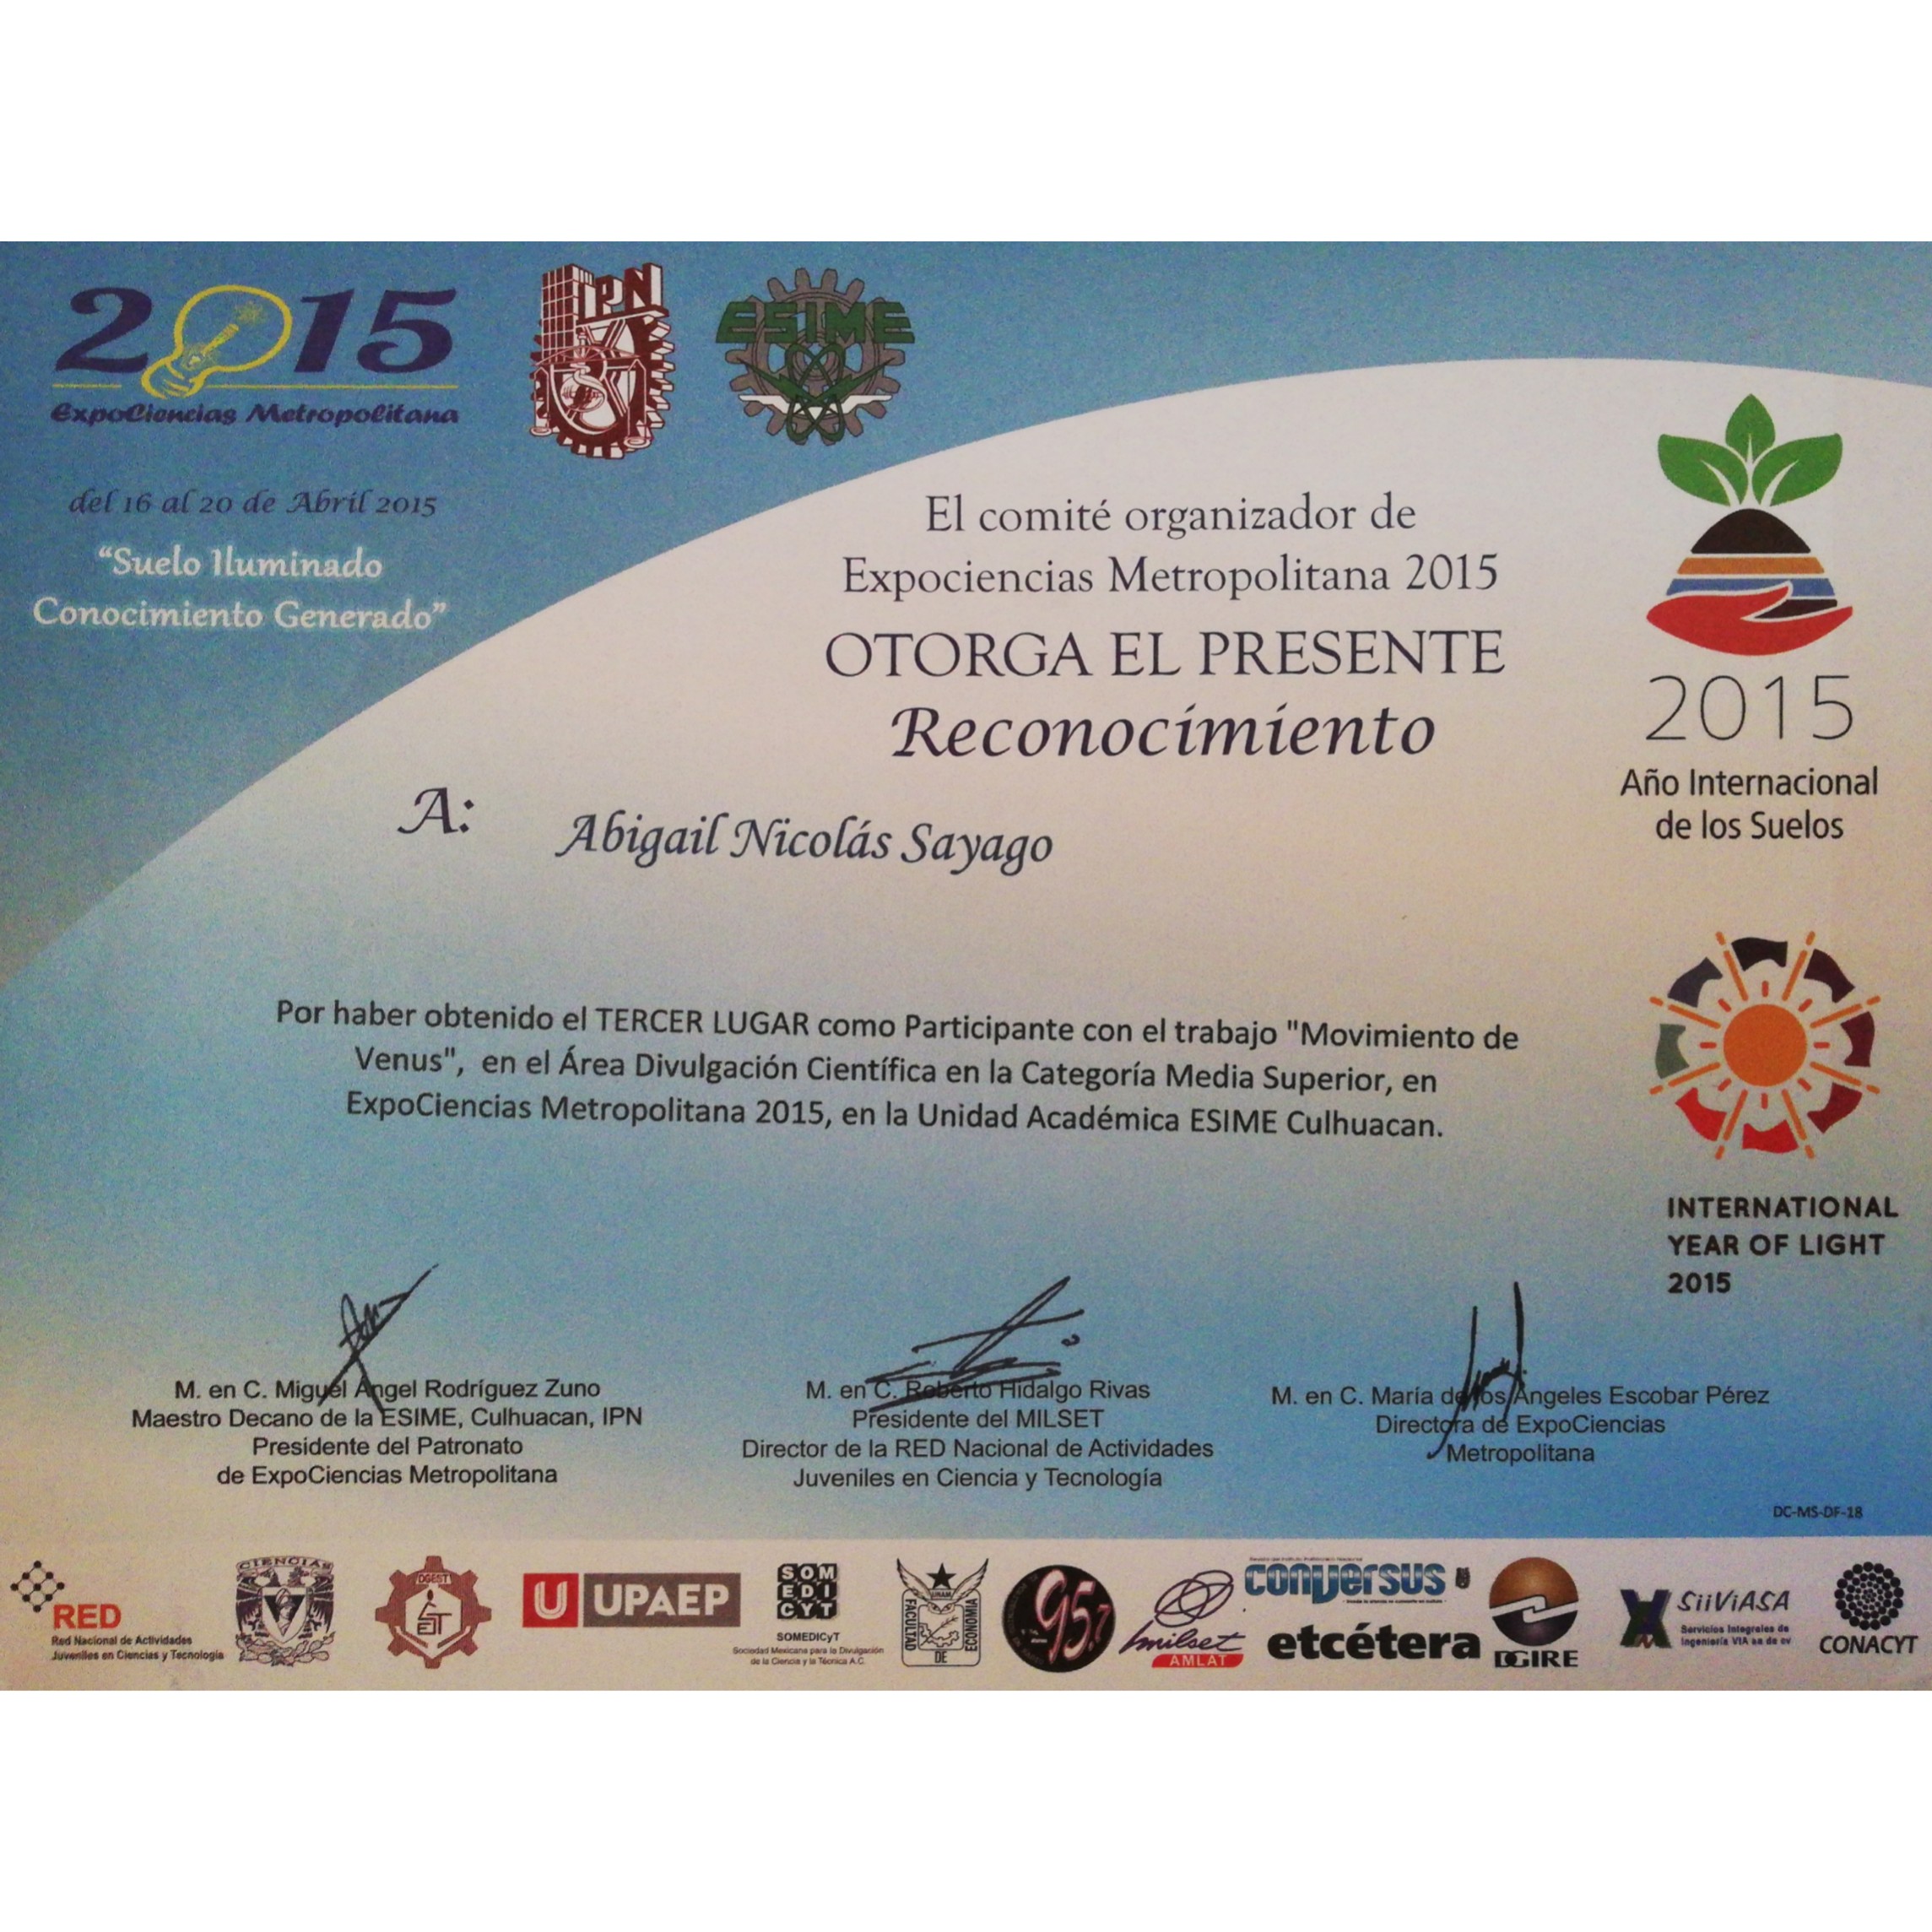 2015
ExpoCiencias Metropolitana
IPN
ESIME
del 16 al 20 de Abril 2015
“Suelo Iluminado
Conocimiento Generado”
El comité organizador de
Expociencias Metropolitana 2015
OTORGA EL PRESENTE
Reconocimiento
A:
Abigail Nicolás Sayago
2015
Año Internacional
de los Suelos
Por haber obtenido el TERCER LUGAR como Participante con el trabajo "Movimiento de
Venus", en el Área Divulgación Científica en la Categoría Media Superior, en
ExpoCiencias Metropolitana 2015, en la Unidad Académica ESIME Culhuacan.
INTERNATIONAL
YEAR OF LIGHT
2015
M. en C. Miguel Ángel Rodríguez Zuno
Maestro Decano de la ESIME, Culhuacan, IPN
Presidente del Patronato
de ExpoCiencias Metropolitana
M. en C. Roberto Hidalgo Rivas
Presidente del MILSET
Director de la RED Nacional de Actividades
Juveniles en Ciencia y Tecnología
M. en C. María de los Ángeles Escobar Pérez
Directora de ExpoCiencias
Metropolitana
DC-MS-DF-18
RED
Red Nacional de Actividades
Juveniles en Ciencias y Tecnología
CIENCIAS
DGEST
U UPAEP
SOM
EDI
CYT
SOMEDICyT
Sociedad Mexicana para la Divulgación
de la Ciencia y la Técnica A.C.
UNAM
FACULTAD
DE
ECONOMIA
95.7
milset
AMLAT
conversus
etcétera
DGIRE
SiiViASA
Servicios Integrales de
Ingeniería VIA sa de cv
CONACYT